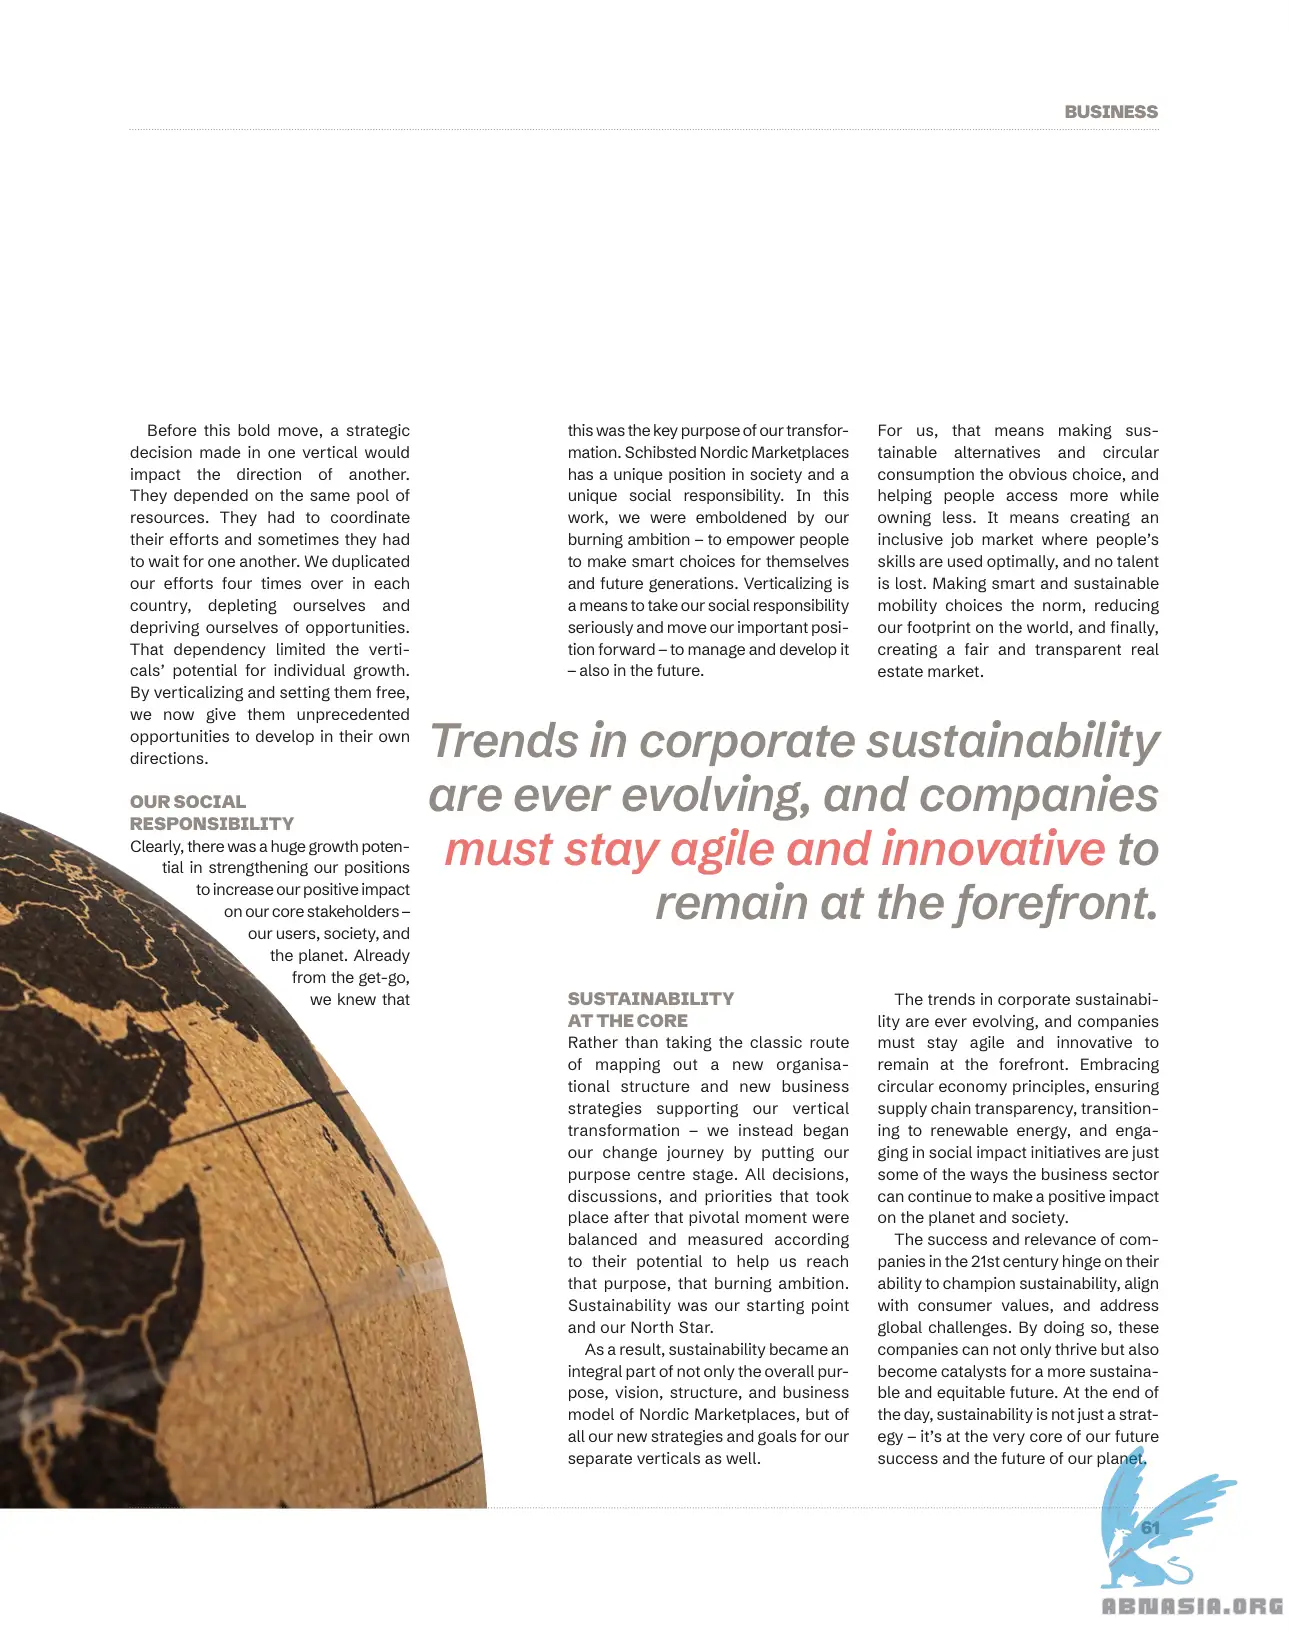 BUSINESS
Before this bold move, a strategic
decision made in one vertical would
impact the direction of another.
They depended on the same pool of
resources. They had to coordinate
their efforts and sometimes they had
to wait for one another. We duplicated
our efforts four times over in each
country, depleting ourselves and
depriving ourselves of opportunities.
That dependency limited the verti-
cals’ potential for individual growth.
By verticalizing and setting them free,
we now give them unprecedented
opportunities to develop in their own
directions.
OUR SOCIAL
RESPONSIBILITY
Clearly, there was a huge growth poten-
tial in strengthening our positions
to increase our positive impact
on our core stakeholders –
our users, society, and
the planet. Already
from the get-go,
we knew that
this was the key purpose of our transfor-
mation. Schibsted Nordic Marketplaces
has a unique position in society and a
unique social responsibility. In this
work, we were emboldened by our
burning ambition – to empower people
to make smart choices for themselves
and future generations. Verticalizing is
a means to take our social responsibility
seriously and move our important posi-
tion forward – to manage and develop it
– also in the future.
For us, that means making sus-
tainable alternatives and circular
consumption the obvious choice, and
helping people access more while
owning less. It means creating an
inclusive job market where people’s
skills are used optimally, and no talent
is lost. Making smart and sustainable
mobility choices the norm, reducing
our footprint on the world, and finally,
creating a fair and transparent real
estate market.
Trends in corporate sustainability
are ever evolving, and companies
must stay agile and innovative to
remain at the forefront.
SUSTAINABILITY
AT THE CORE
Rather than taking the classic route
of mapping out a new organisa-
tional structure and new business
strategies supporting our vertical
transformation – we instead began
our change journey by putting our
purpose centre stage. All decisions,
discussions, and priorities that took
place after that pivotal moment were
balanced and measured according
to their potential to help us reach
that purpose, that burning ambition.
Sustainability was our starting point
and our North Star.
As a result, sustainability became an
integral part of not only the overall pur-
pose, vision, structure, and business
model of Nordic Marketplaces, but of
all our new strategies and goals for our
separate verticals as well.
The trends in corporate sustainabi-
lity are ever evolving, and companies
must stay agile and innovative to
remain at the forefront. Embracing
circular economy principles, ensuring
supply chain transparency, transition-
ing to renewable energy, and enga-
ging in social impact initiatives are just
some of the ways the business sector
can continue to make a positive impact
on the planet and society.
The success and relevance of com-
panies in the 21st century hinge on their
ability to champion sustainability, align
with consumer values, and address
global challenges. By doing so, these
companies can not only thrive but also
become catalysts for a more sustaina-
ble and equitable future. At the end of
the day, sustainability is not just a strat-
egy – it’s at the very core of our future
success and the future of our planet.
61
ABNASIA.ORG